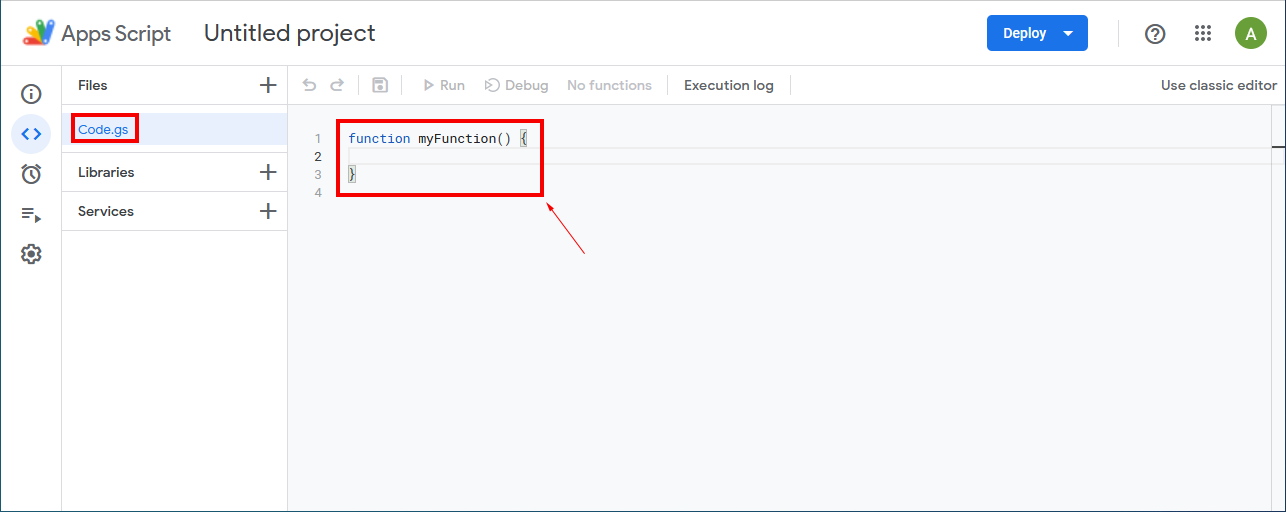 Apps Script Untitled project Deploy A
Files Run Debug No functions Execution log Use classic editor
Code.gs
Libraries
Services
1 function myFunction() {
2
3 }
4